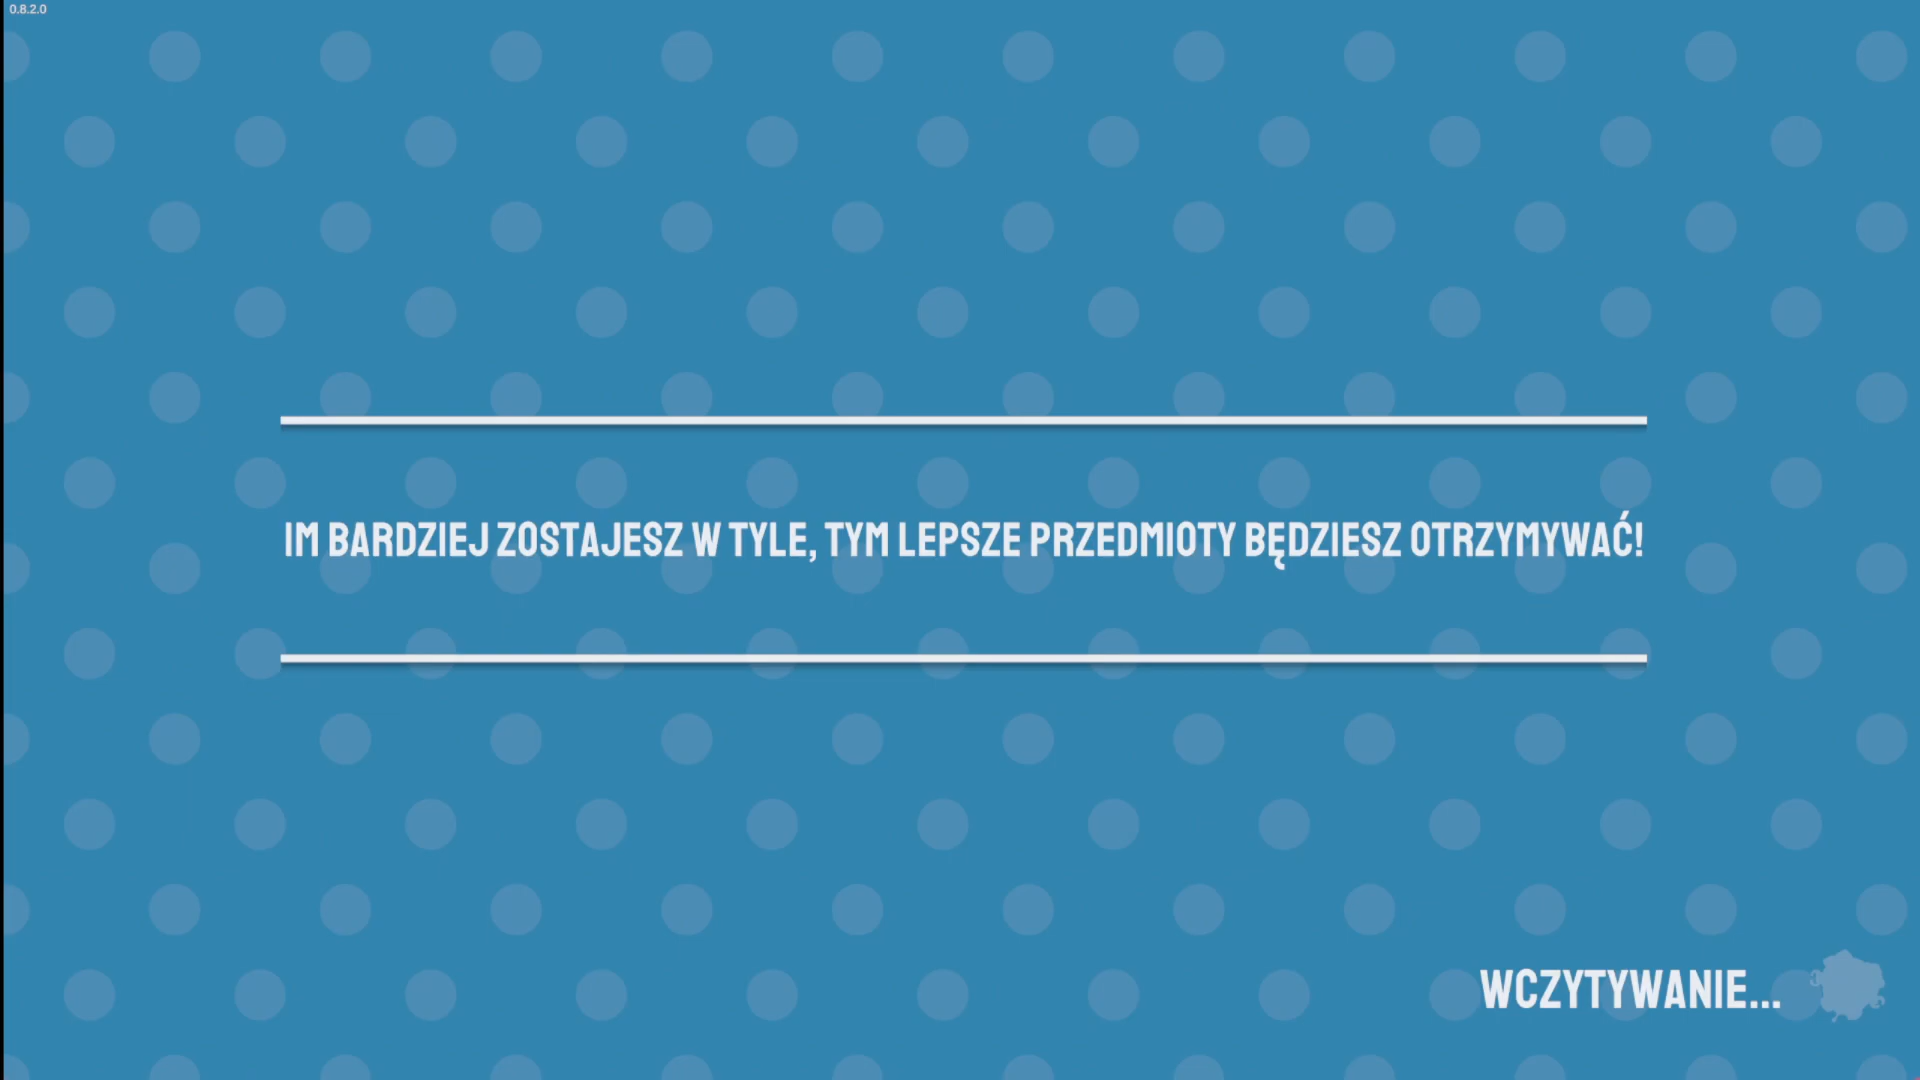 0.8.2.0
IM BARDZIEJ ZOSTAJESZ W TYLE, TYM LEPSZE PRZEDMIOTY BĘDZIESZ OTRZYMYWAĆ!
WCZYTYWANIE...